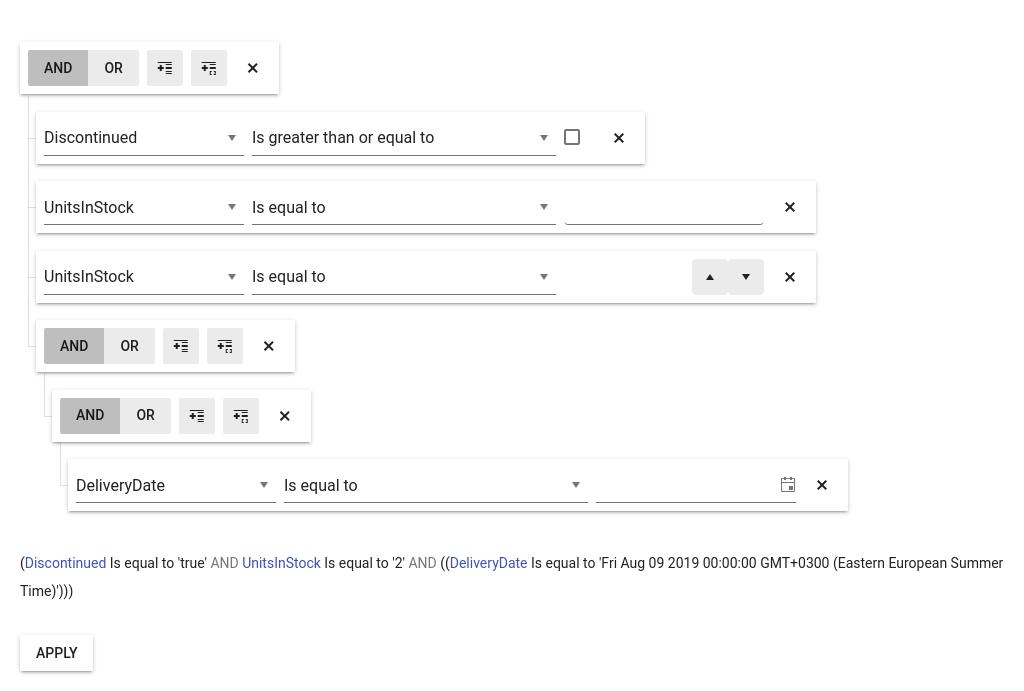 AND OR
Discontinued Is greater than or equal to
UnitsInStock Is equal to
UnitsInStock Is equal to
AND OR
AND OR
DeliveryDate Is equal to
(Discontinued Is equal to 'true' AND UnitsInStock Is equal to '2' AND ((DeliveryDate Is equal to 'Fri Aug 09 2019 00:00:00 GMT+0300 (Eastern European Summer
Time)')))
APPLY